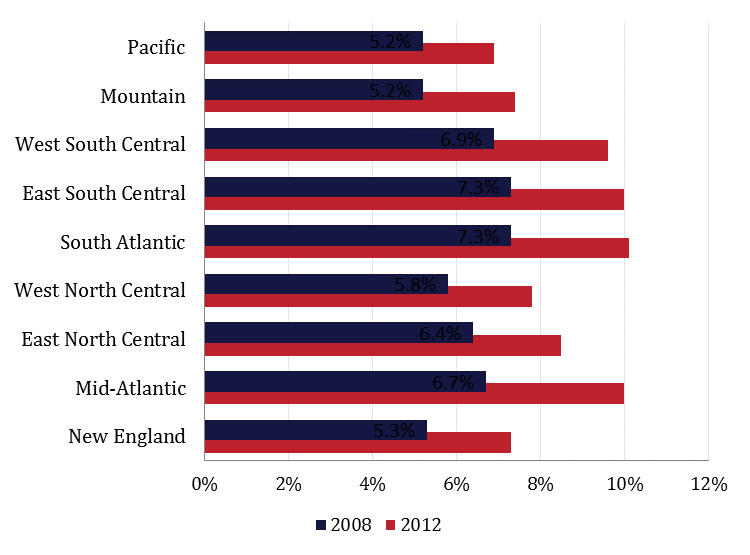 Pacific
5.2%
Mountain
5.2%
West South Central
6.9%
East South Central
7.3%
South Atlantic
7.3%
West North Central
5.8%
East North Central
6.4%
Mid-Atlantic
6.7%
New England
5.3%
0% 2% 4% 6% 8% 10% 12%
2008 2012